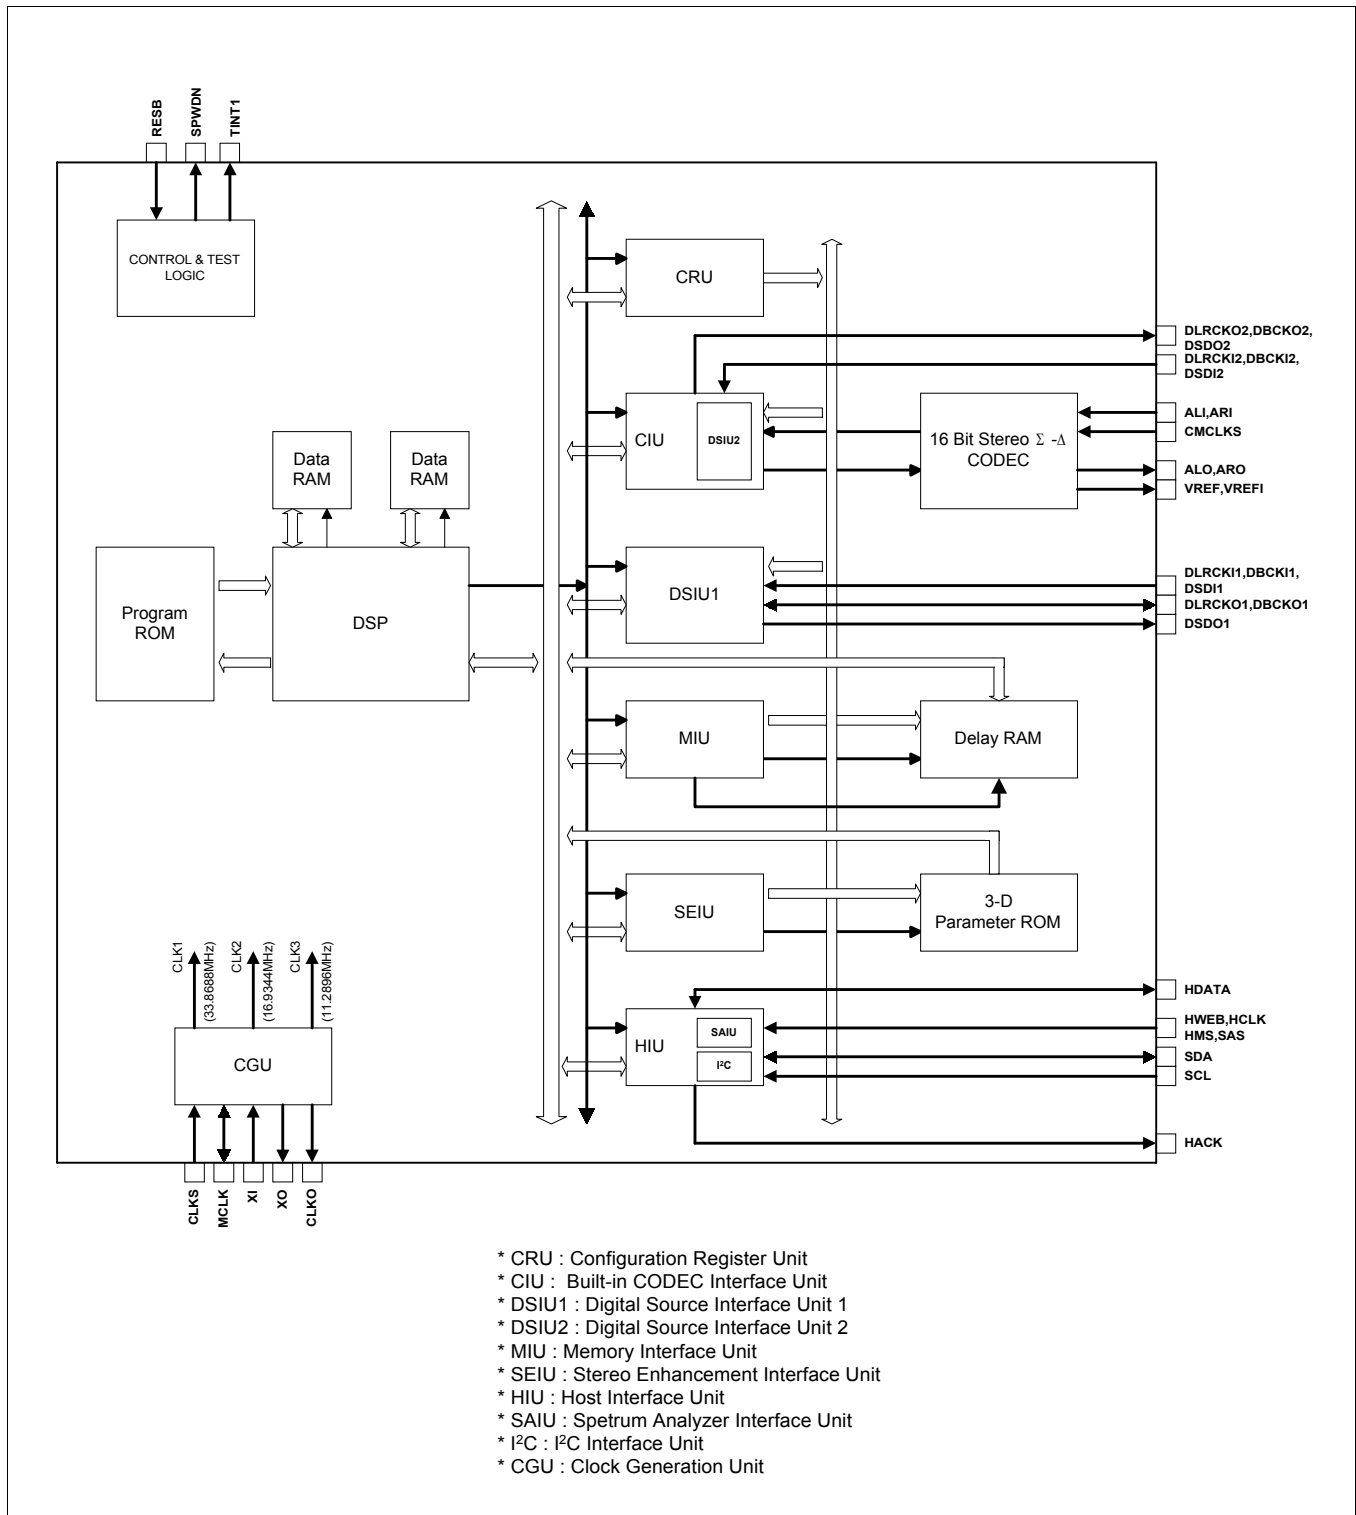 RESB
SPWDN
TINT1
CONTROL & TEST
LOGIC
CRU
DLRCKO2,DBCKO2,
DSDO2
DLRCKI2,DBCKI2,
DSDI2
CIU
DSIU2
16 Bit Stereo Σ -Δ
CODEC
ALI,ARI
CMCLKS
ALO,ARO
VREF,VREFI
Data
RAM
Data
RAM
Program
ROM
DSP
DSIU1
DLRCKI1,DBCKI1,
DSDI1
DLRCKO1,DBCKO1
DSDO1
MIU
Delay RAM
SEIU
3-D
Parameter ROM
CLK1
(33.8688MHz)
CLK2
(16.9344MHz)
CLK3
(11.2896MHz)
CGU
HIU
SAIU
I²C
HDATA
HWEB,HCLK
HMS,SAS
SDA
SCL
HACK
CLKS
MCLK
XI
XO
CLKO
* CRU : Configuration Register Unit
* CIU :  Built-in CODEC Interface Unit
* DSIU1 : Digital Source Interface Unit 1
* DSIU2 : Digital Source Interface Unit 2
* MIU : Memory Interface Unit
* SEIU : Stereo Enhancement Interface Unit
* HIU : Host Interface Unit
* SAIU : Spetrum Analyzer Interface Unit
* I²C : I²C Interface Unit
* CGU : Clock Generation Unit